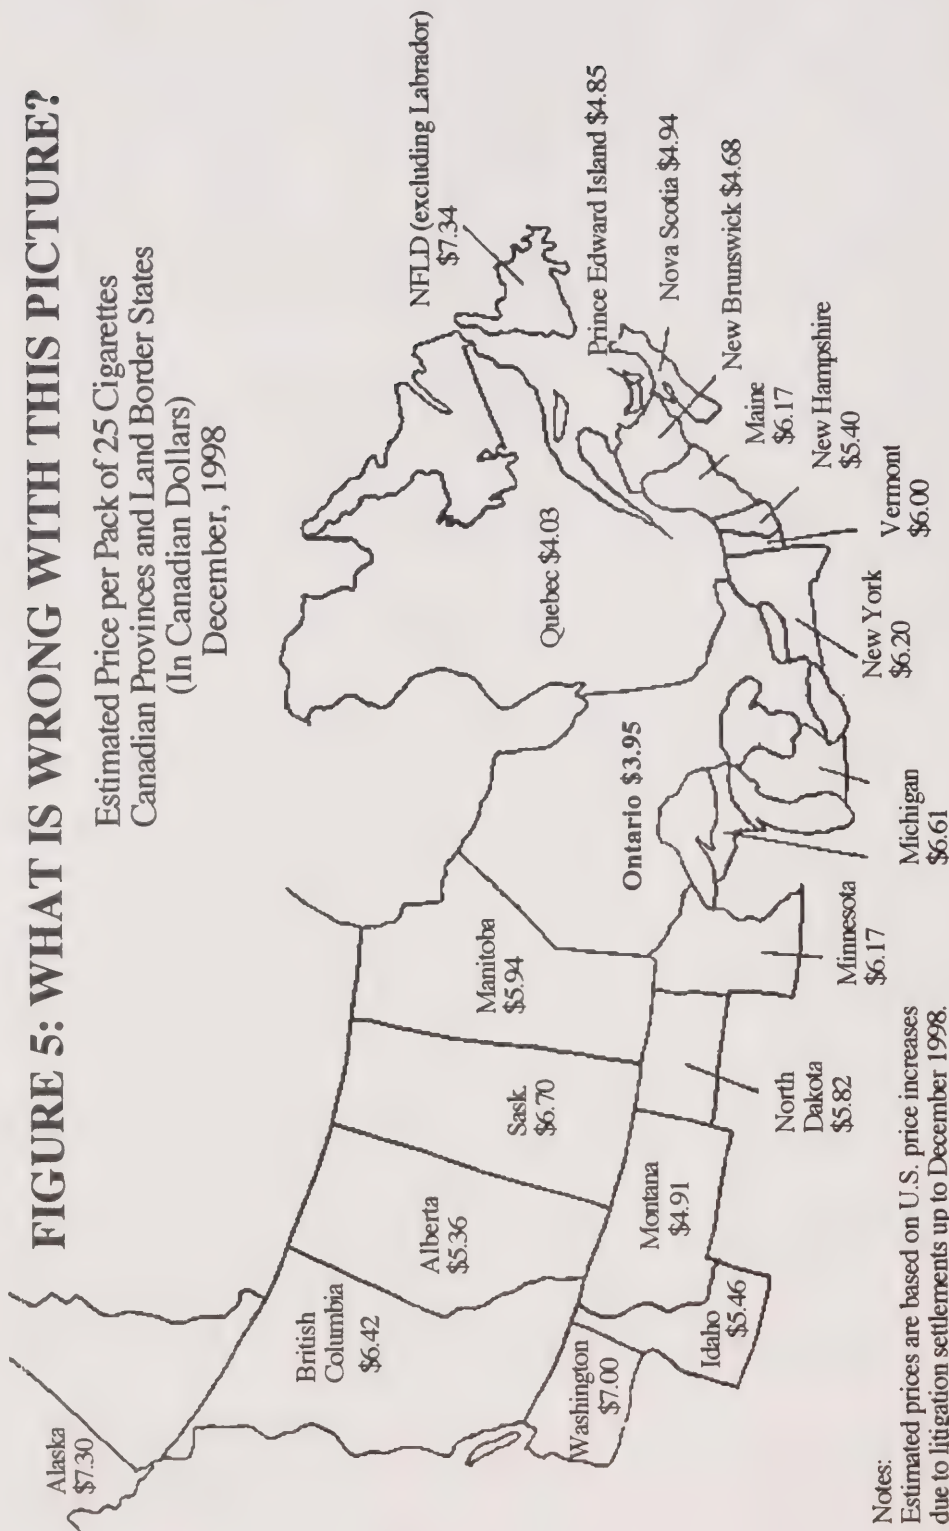 FIGURE 5: WHAT IS WRONG WITH THIS PICTURE?
Estimated Price per Pack of 25 Cigarettes
Canadian Provinces and Land Border States
(In Canadian Dollars)
December, 1998
Alaska
$7.30
British
Columbia
$6.42
Alberta
$5.36
Sask.
$6.70
Manitoba
$5.94
Ontario $3.95
Quebec $4.03
NFLD (excluding Labrador)
$7.34
Prince Edward Island $4.85
Nova Scotia $4.94
New Brunswick $4.68
Maine
$6.17
New Hampshire
$5.40
Vermont
$6.00
New York
$6.20
Michigan
$6.61
Minnesota
$6.17
North
Dakota
$5.82
Montana
$4.91
Idaho
$5.46
Washington
$7.00
Notes:
Estimated prices are based on U.S. price increases
due to litigation settlements up to December 1998.